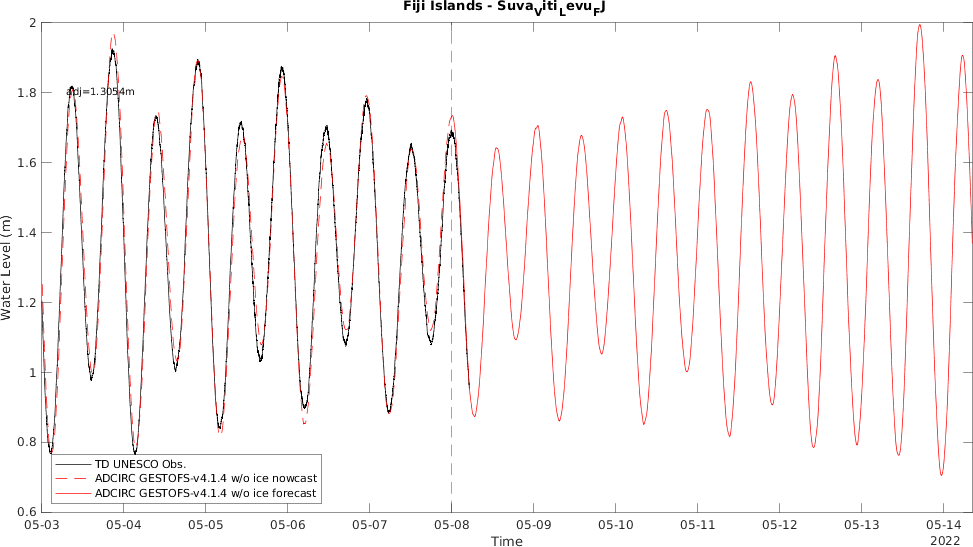 Fiji Islands - SuvaVitiLevuFJ
2
1.8
1.6
1.4
1.2
1
0.8
0.6
Water Level (m)
adj=1.3054m
TD UNESCO Obs.
ADCIRC GESTOFS-v4.1.4 w/o ice nowcast
ADCIRC GESTOFS-v4.1.4 w/o ice forecast
05-03 05-04 05-05 05-06 05-07 05-08 05-09 05-10 05-11 05-12 05-13 05-14
Time
2022